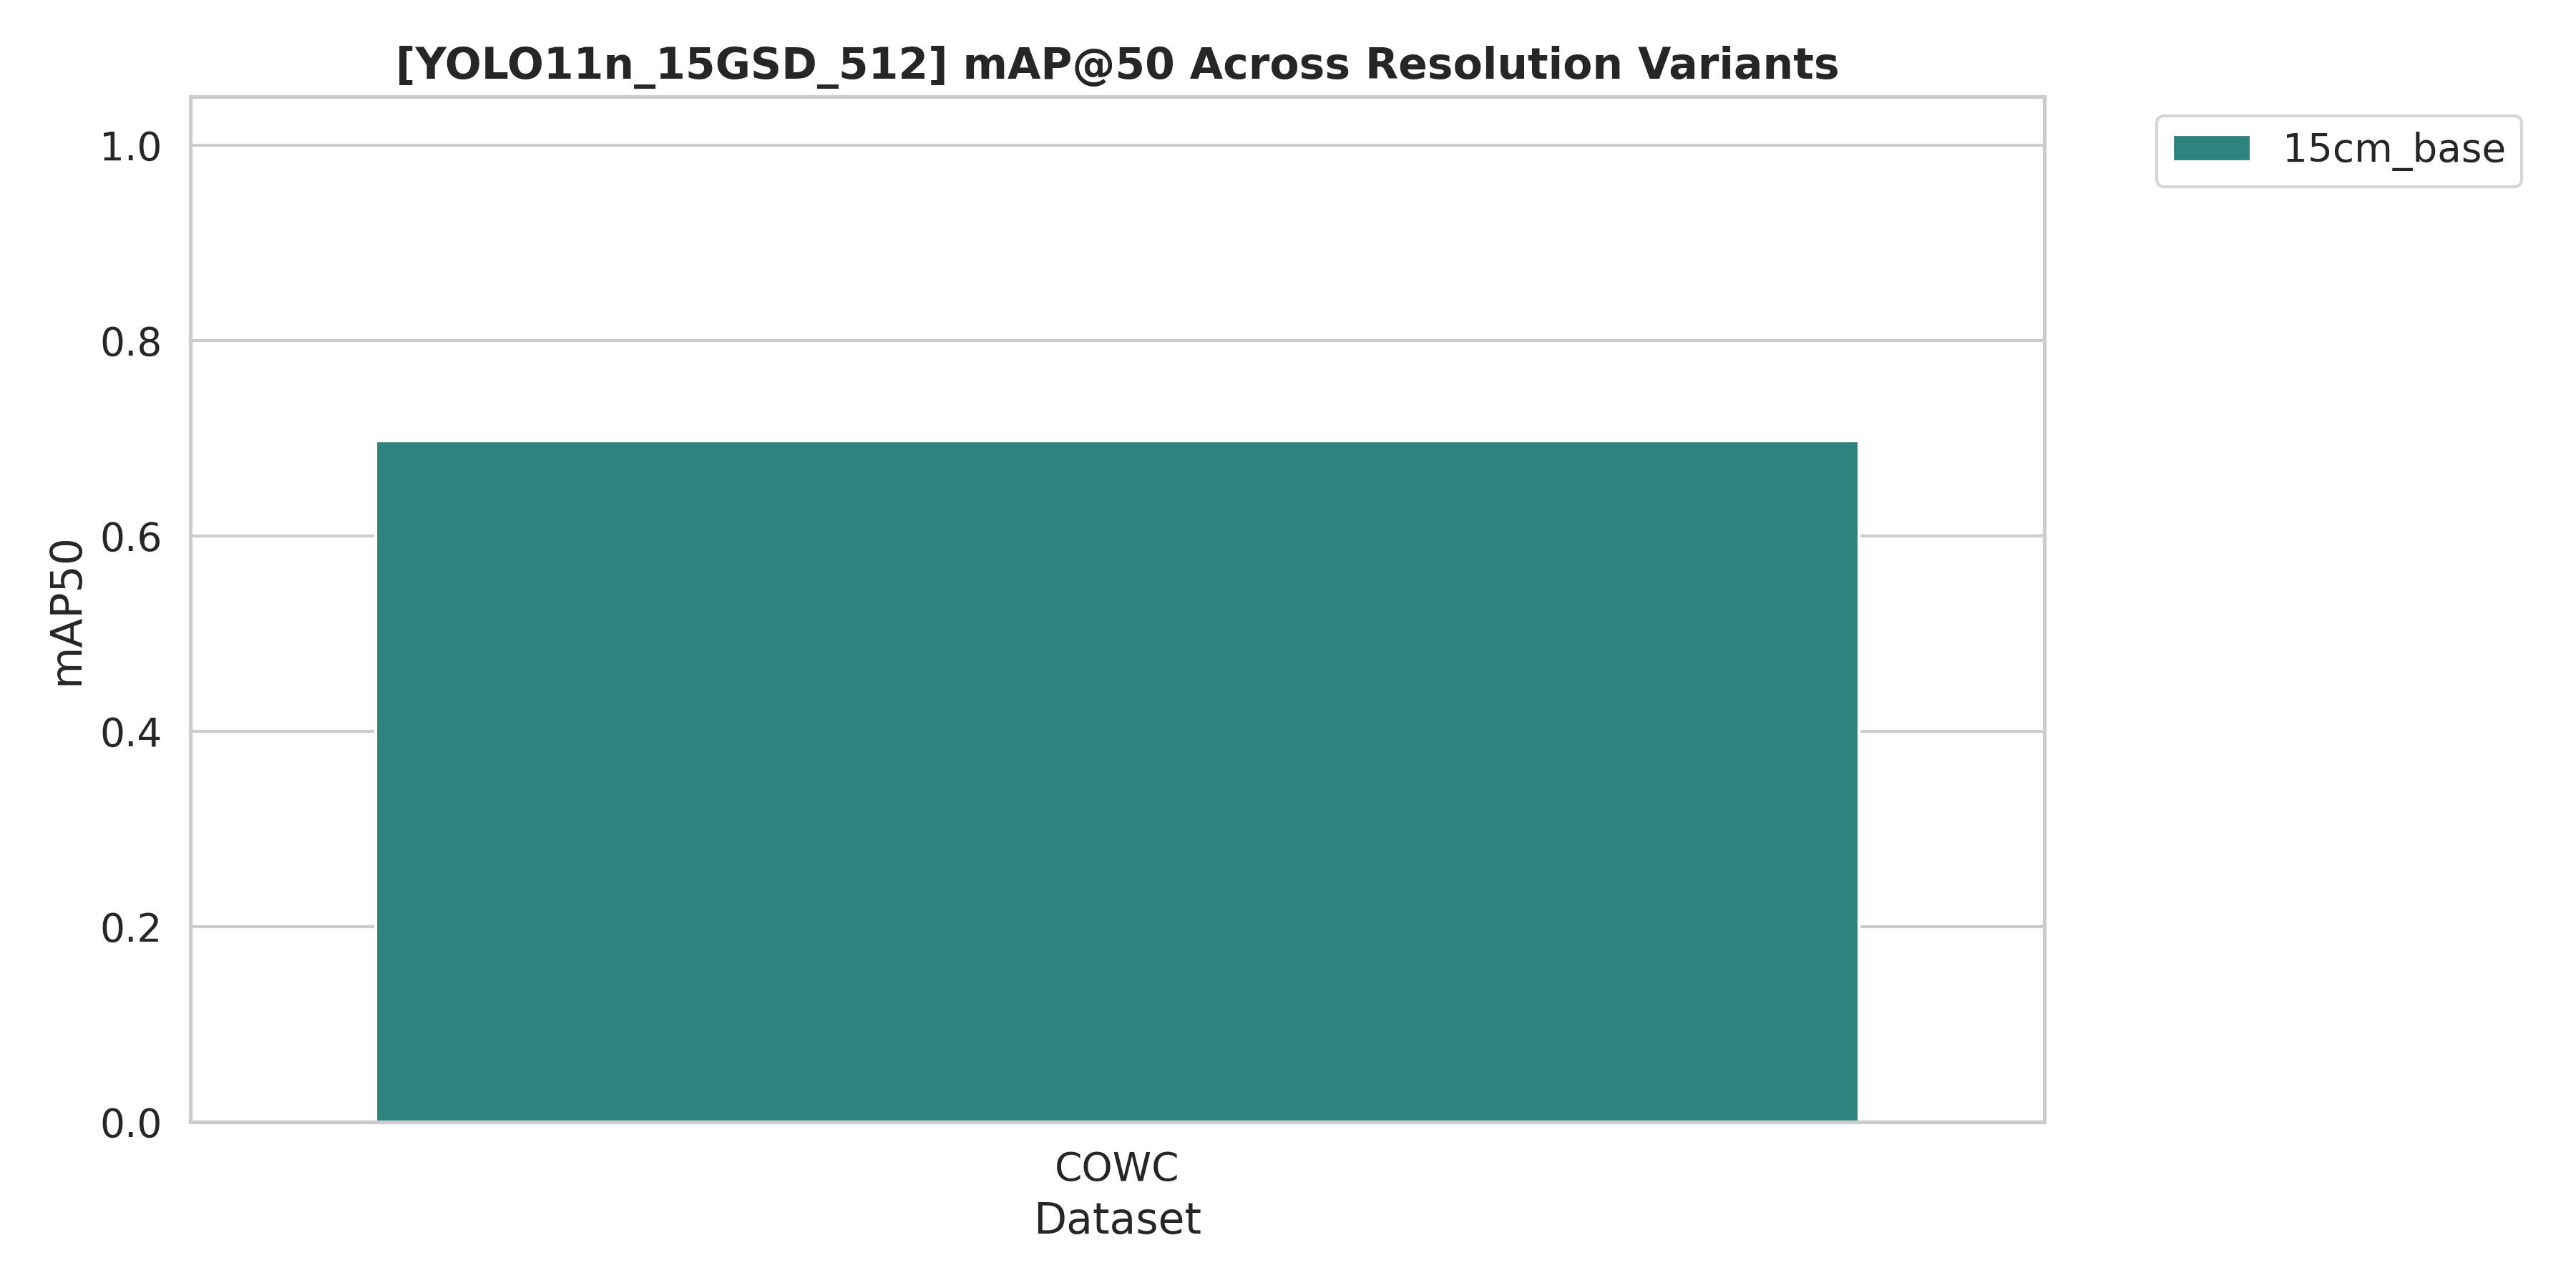 [YOLO11n_15GSD_512] mAP@50 Across Resolution Variants
15cm_base
1.0
0.8
0.6
0.4
0.2
0.0
mAP50
COWC
Dataset